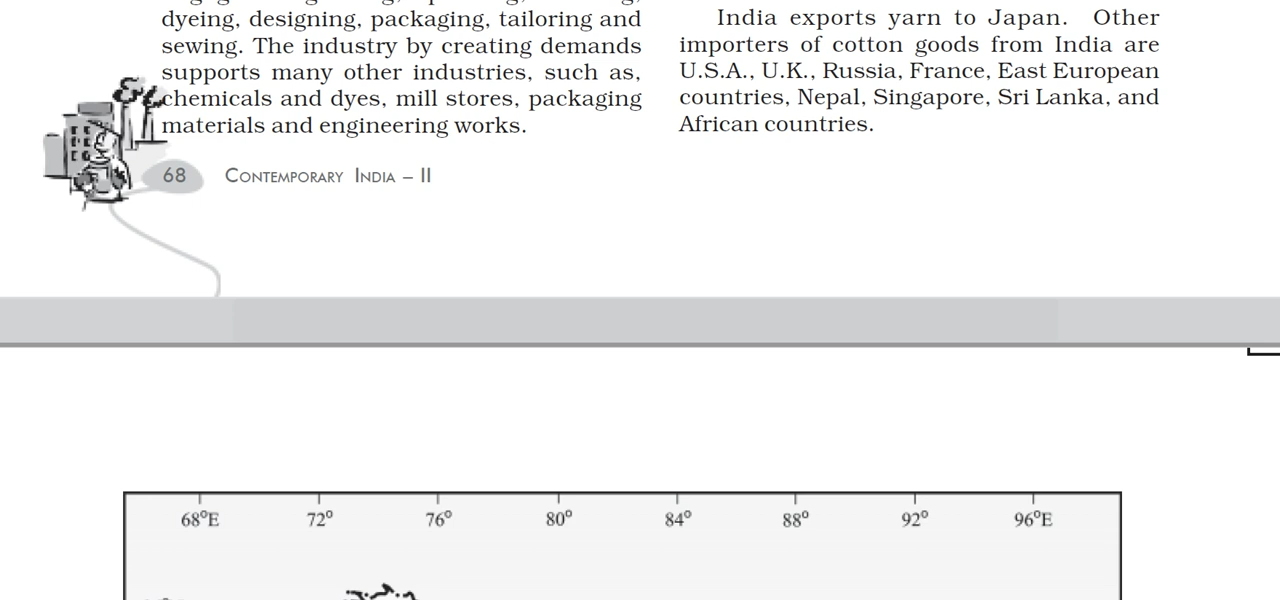 dyeing, designing, packaging, tailoring and
sewing. The industry by creating demands
supports many other industries, such as,
chemicals and dyes, mill stores, packaging
materials and engineering works.
India exports yarn to Japan. Other
importers of cotton goods from India are
U.S.A., U.K., Russia, France, East European
countries, Nepal, Singapore, Sri Lanka, and
African countries.
68 Contemporary India – II
68°E 72° 76° 80° 84° 88° 92° 96°E